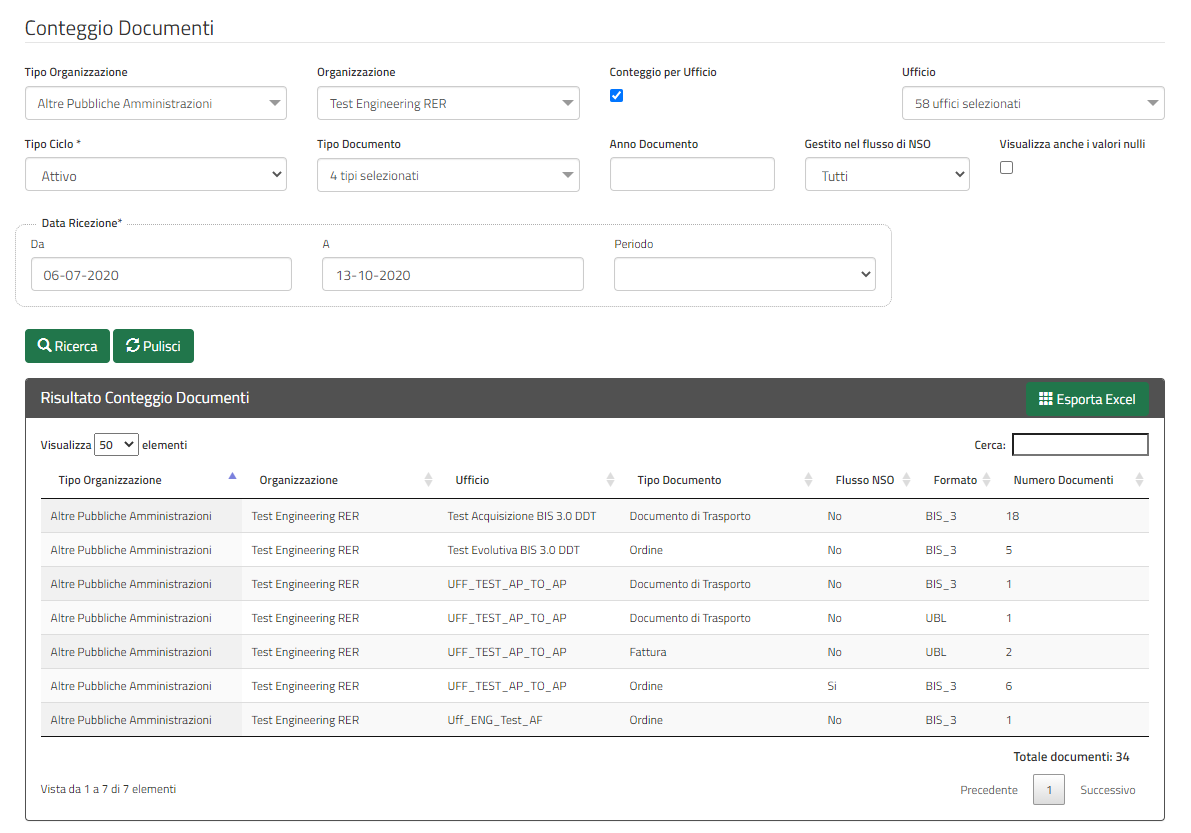 Conteggio Documenti
Tipo Organizzazione Organizzazione Conteggio per Ufficio Ufficio
Altre Pubbliche Amministrazioni Test Engineering RER 58 uffici selezionati
Tipo Ciclo * Tipo Documento Anno Documento Gestito nel flusso di NSO Visualizza anche i valori nulli
Attivo 4 tipi selezionati Tutti
Data Ricezione*
Da A Periodo
06-07-2020 13-10-2020
Ricerca Pulisci
Risultato Conteggio Documenti Esporta Excel
Visualizza 50 elementi Cerca:
Tipo Organizzazione Organizzazione Ufficio Tipo Documento Flusso NSO Formato Numero Documenti
Altre Pubbliche Amministrazioni Test Engineering RER Test Acquisizione BIS 3.0 DDT Documento di Trasporto No BIS_3 18
Altre Pubbliche Amministrazioni Test Engineering RER Test Evolutiva BIS 3.0 DDT Ordine No BIS_3 5
Altre Pubbliche Amministrazioni Test Engineering RER UFF_TEST_AP_TO_AP Documento di Trasporto No BIS_3 1
Altre Pubbliche Amministrazioni Test Engineering RER UFF_TEST_AP_TO_AP Documento di Trasporto No UBL 1
Altre Pubbliche Amministrazioni Test Engineering RER UFF_TEST_AP_TO_AP Fattura No UBL 2
Altre Pubbliche Amministrazioni Test Engineering RER UFF_TEST_AP_TO_AP Ordine Si BIS_3 6
Altre Pubbliche Amministrazioni Test Engineering RER Uff_ENG_Test_AF Ordine No BIS_3 1
Totale documenti: 34
Vista da 1 a 7 di 7 elementi Precedente 1 Successivo